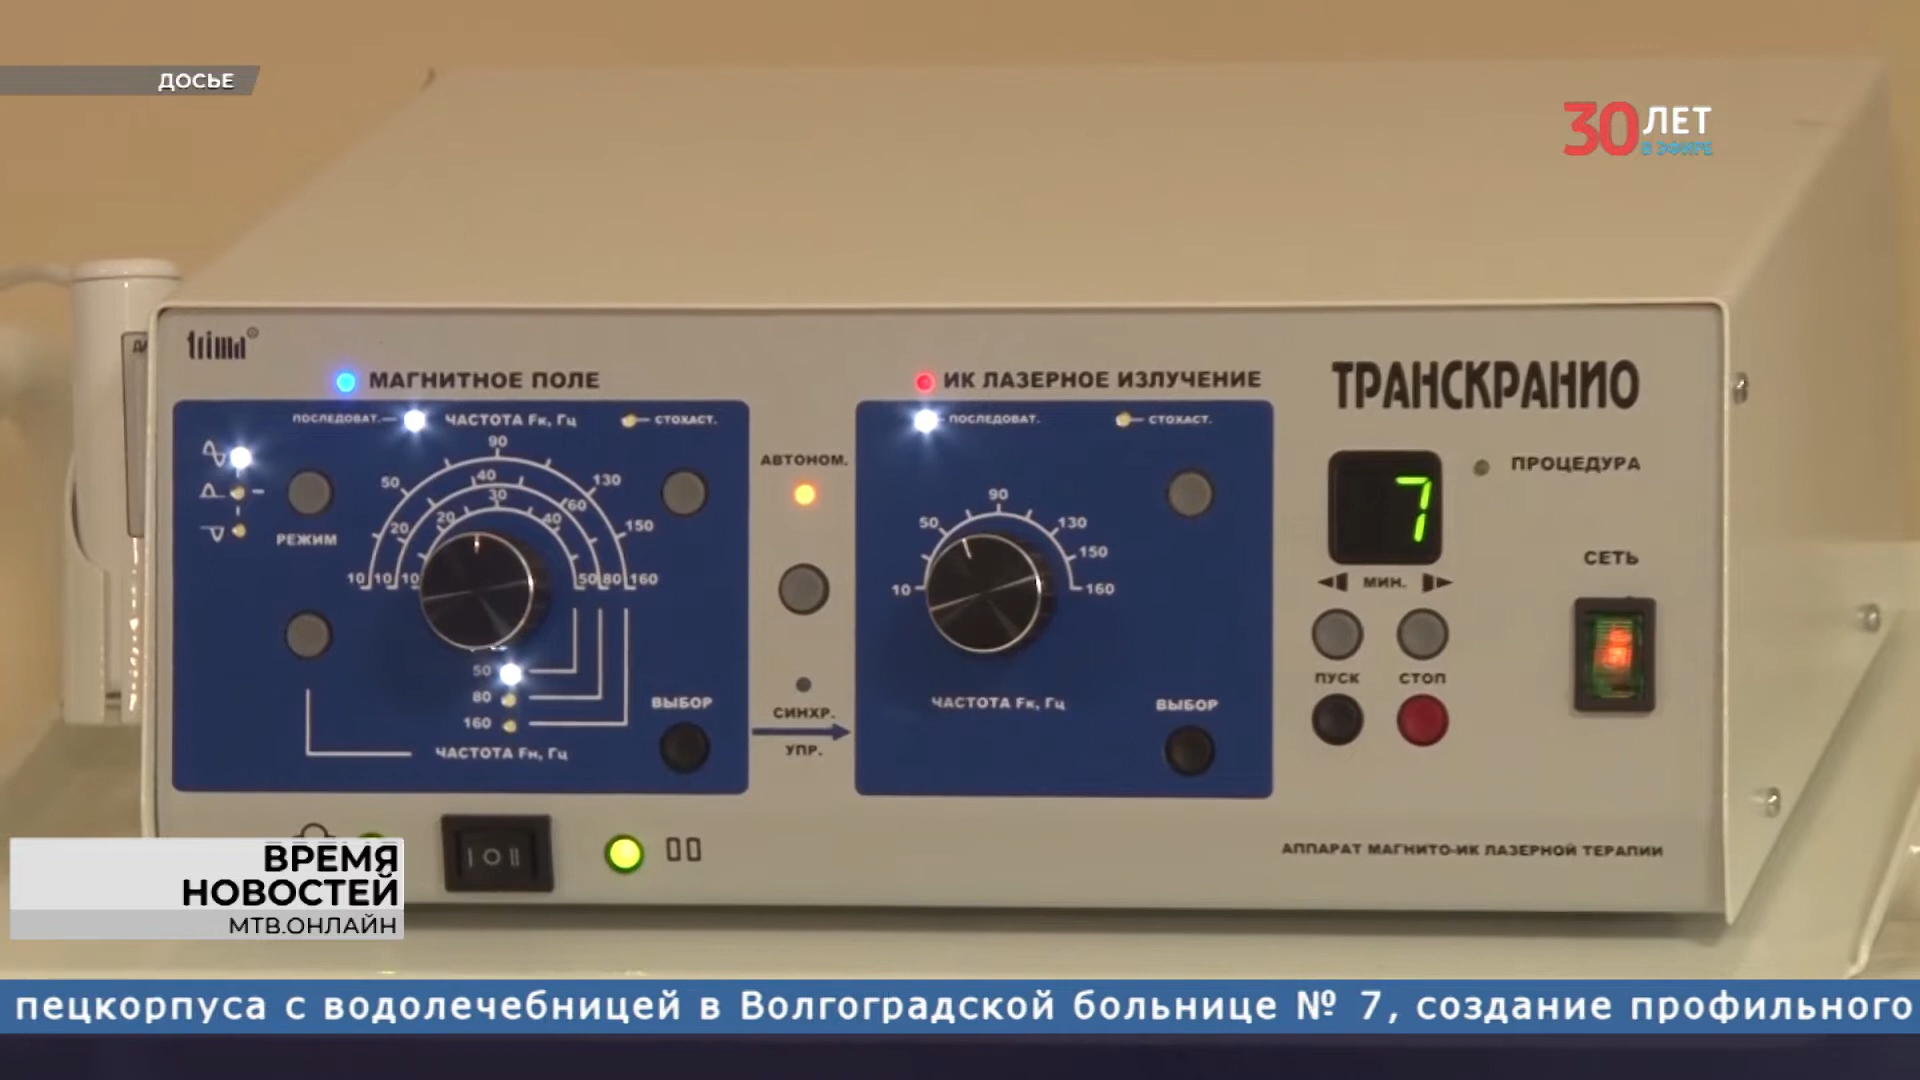 ДОСЬЕ
30 ЛЕТ
В ЭФИРЕ
trima®
МАГНИТНОЕ ПОЛЕ
ИК ЛАЗЕРНОЕ ИЗЛУЧЕНИЕ
ТРАНСКРАНИО
ПОСЛЕДОВАТ.
ЧАСТОТА Fк, Гц
СТОХАСТ.
ПОСЛЕДОВАТ.
СТОХАСТ.
90
50
40
130
30
60
20
20
40
150
10 10 10
50 80 160
РЕЖИМ
50
80
160
ЧАСТОТА Fн, Гц
ВЫБОР
АВТОНОМ.
СИНХР.
УПР.
90
50
130
150
10
160
ЧАСТОТА Fк, Гц
ВЫБОР
7
ПРОЦЕДУРА
МИН.
ПУСК
СТОП
СЕТЬ
I O II
АППАРАТ МАГНИТО-ИК ЛАЗЕРНОЙ ТЕРАПИИ
ВРЕМЯ
НОВОСТЕЙ
МТВ.ОНЛАЙН
пецкорпуса с водолечебницей в Волгоградской больнице № 7, создание профильного